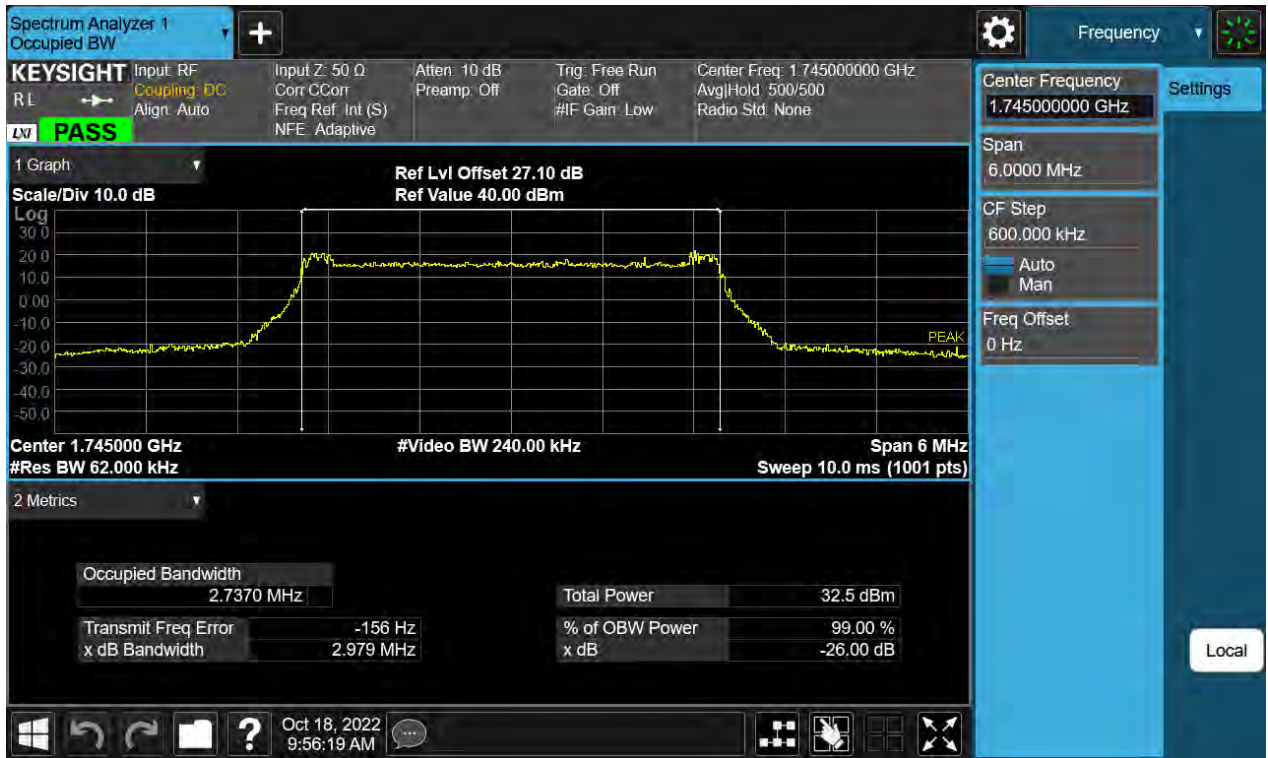 Spectrum Analyzer 1
Occupied BW
+
Frequency
KEYSIGHT
RL
LXI
PASS
Input: RF
Coupling: DC
Align: Auto
Input Z: 50 Ω
Corr CCorr
Freq Ref: Int (S)
NFE: Adaptive
Atten: 10 dB
Preamp: Off
Trig: Free Run
Gate: Off
#IF Gain: Low
Center Freq: 1.745000000 GHz
Avg|Hold: 500/500
Radio Std: None
Center Frequency
1.745000000 GHz
Settings
Span
6.0000 MHz
CF Step
600.000 kHz
Auto
Man
Freq Offset
0 Hz
Local
1 Graph
Scale/Div 10.0 dB
Ref Lvl Offset 27.10 dB
Ref Value 40.00 dBm
Log
30.0
20.0
10.0
0.00
-10.0
-20.0
-30.0
-40.0
-50.0
PEAK
Center 1.745000 GHz
#Video BW 240.00 kHz
Span 6 MHz
#Res BW 62.000 kHz
Sweep 10.0 ms (1001 pts)
2 Metrics
Occupied Bandwidth
2.7370 MHz
Total Power 32.5 dBm
Transmit Freq Error -156 Hz
% of OBW Power 99.00 %
x dB Bandwidth 2.979 MHz
x dB -26.00 dB
?
Oct 18, 2022
9:56:19 AM